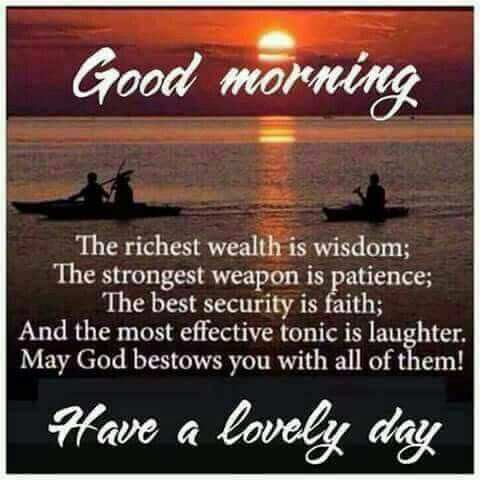 Good morning
The richest wealth is wisdom;
The strongest weapon is patience;
The best security is faith;
And the most effective tonic is laughter.
May God bestows you with all of them!
Have a lovely day